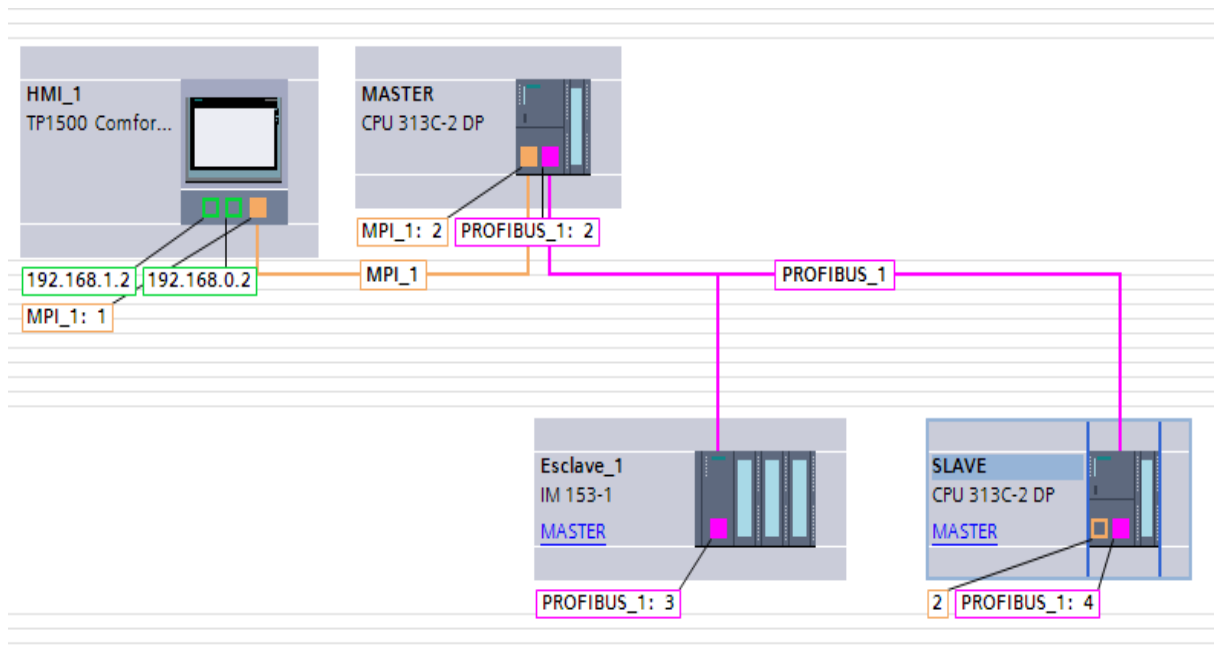 HMI_1
TP1500 Comfor...
MASTER
CPU 313C-2 DP
MPI_1: 2
PROFIBUS_1: 2
192.168.1.2
192.168.0.2
MPI_1
PROFIBUS_1
MPI_1: 1
Esclave_1
IM 153-1
MASTER
SLAVE
CPU 313C-2 DP
MASTER
PROFIBUS_1: 3
2
PROFIBUS_1: 4